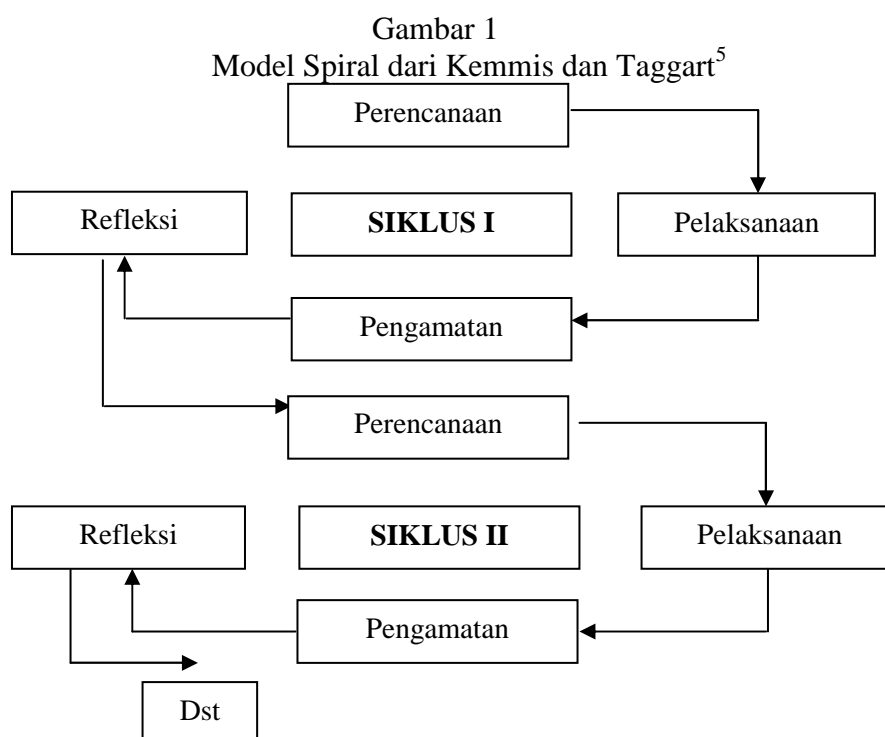 Gambar 1
Model Spiral dari Kemmis dan Taggart⁵
Perencanaan
Refleksi
SIKLUS I
Pelaksanaan
Pengamatan
Perencanaan
Refleksi
SIKLUS II
Pelaksanaan
Pengamatan
Dst